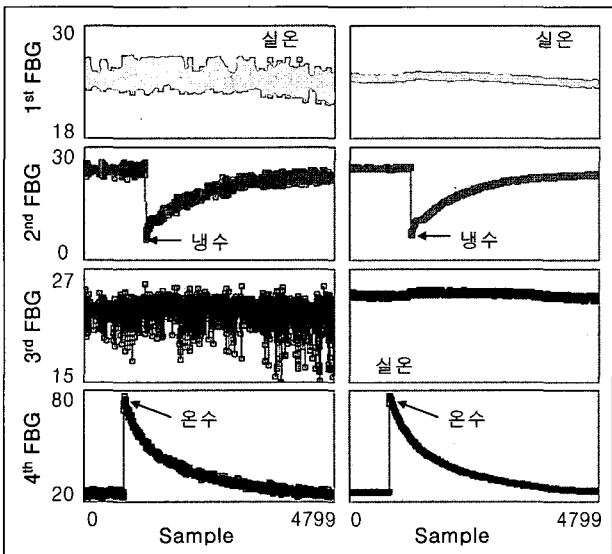 30
실온
실온
1st FBG
18
30
2nd FBG
냉수
냉수
0
27
3rd FBG
실온
15
80
온수
온수
4th FBG
20
0
4799
0
4799
Sample
Sample